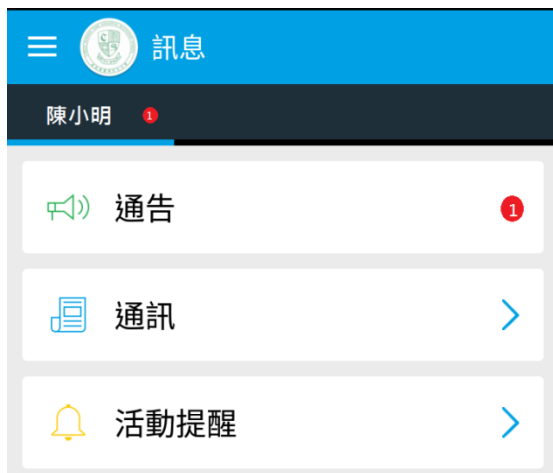 訊息
陳小明 1
通告 1
通訊
活動提醒